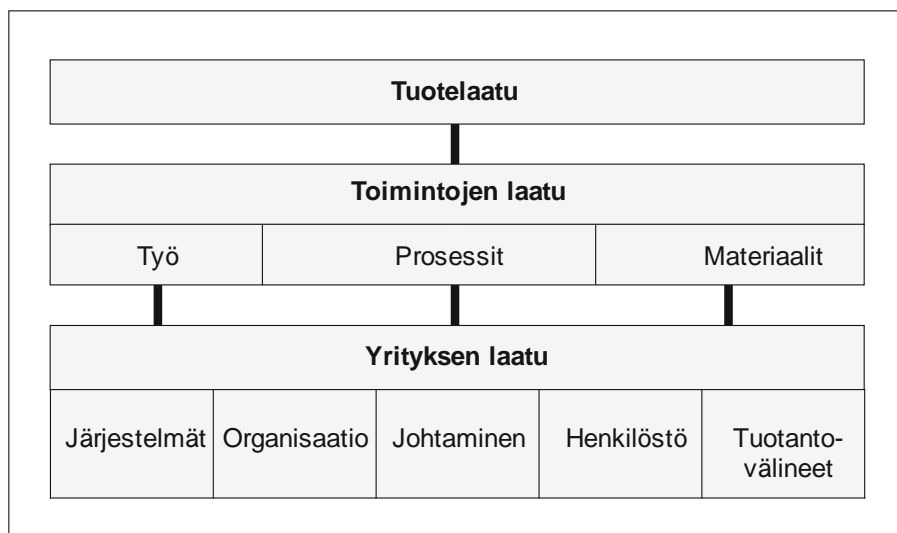 Tuotelaatu
Toimintojen laatu
Työ Prosessit Materiaalit
Yrityksen laatu
Järjestelmät Organisaatio Johtaminen Henkilöstö Tuotanto-
välineet